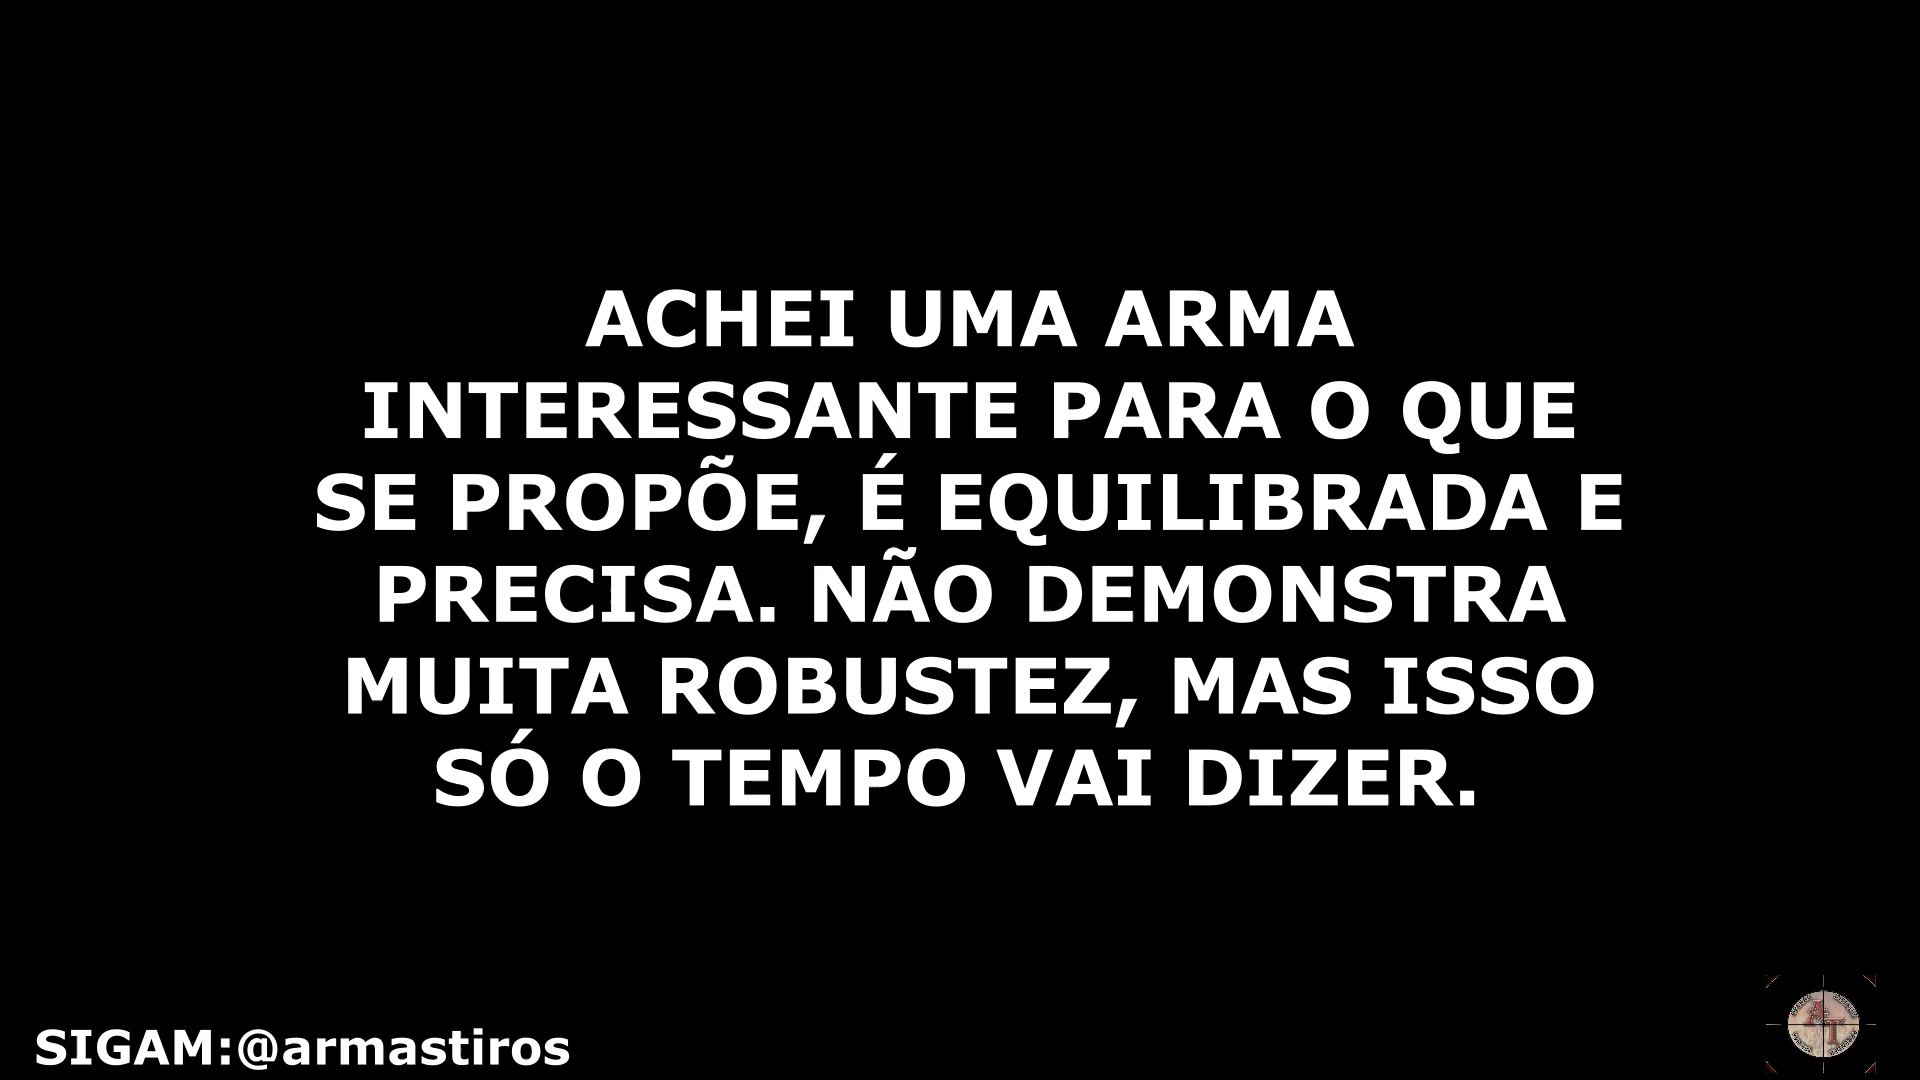 ACHEI UMA ARMA
INTERESSANTE PARA O QUE
SE PROPÕE, É EQUILIBRADA E
PRECISA. NÃO DEMONSTRA
MUITA ROBUSTEZ, MAS ISSO
SÓ O TEMPO VAI DIZER.
SIGAM:@armastiros
AT